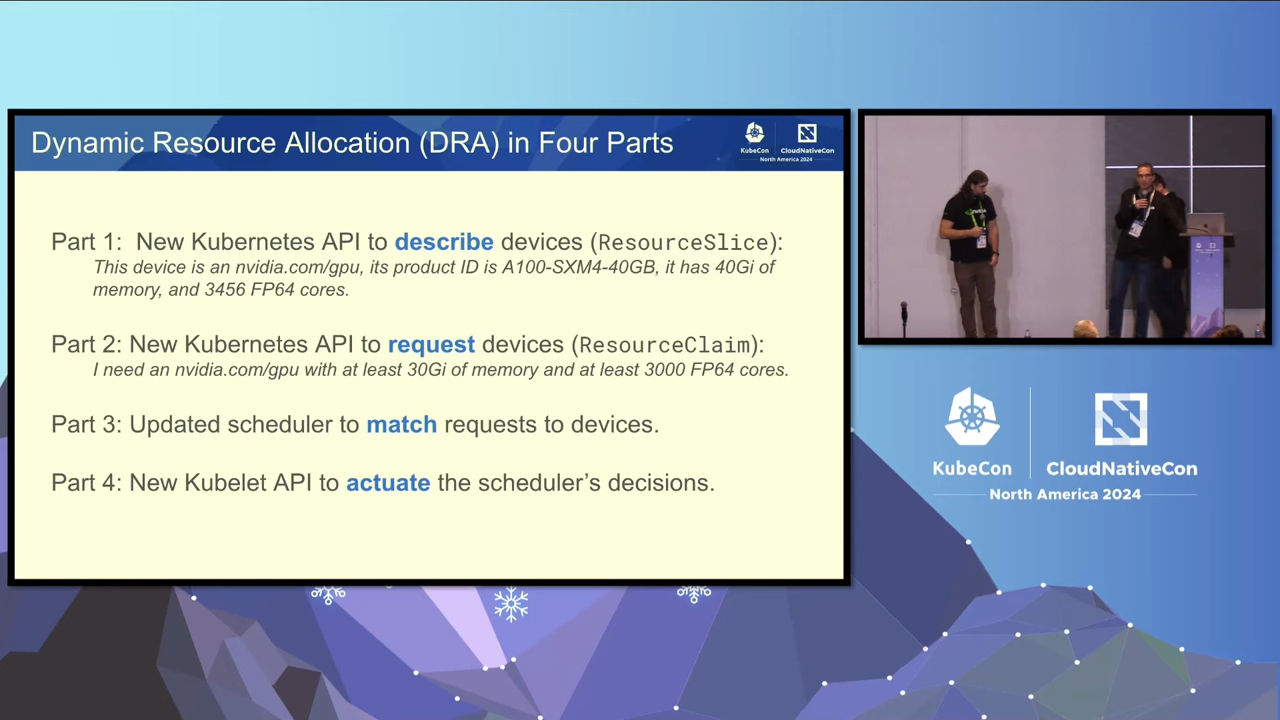 Dynamic Resource Allocation (DRA) in Four Parts
KubeCon
CloudNativeCon
North America 2024
Part 1: New Kubernetes API to describe devices (ResourceSlice):
This device is an nvidia.com/gpu, its product ID is A100-SXM4-40GB, it has 40Gi of
memory, and 3456 FP64 cores.
Part 2: New Kubernetes API to request devices (ResourceClaim):
I need an nvidia.com/gpu with at least 30Gi of memory and at least 3000 FP64 cores.
Part 3: Updated scheduler to match requests to devices.
Part 4: New Kubelet API to actuate the scheduler’s decisions.
KubeCon
CloudNativeCon
North America 2024